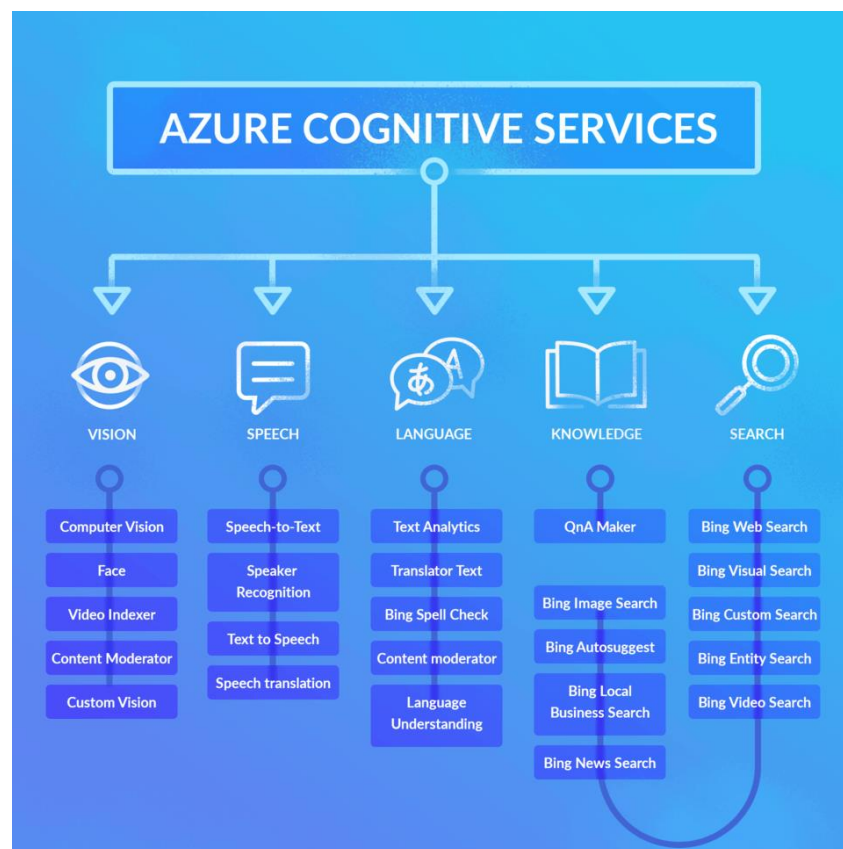 AZURE COGNITIVE SERVICES
あ A
VISION
SPEECH
LANGUAGE
KNOWLEDGE
SEARCH
Computer Vision
Face
Video Indexer
Content Moderator
Custom Vision
Speech-to-Text
Speaker
Recognition
Text to Speech
Speech translation
Text Analytics
Translator Text
Bing Spell Check
Content moderator
Language
Understanding
QnA Maker
Bing Web Search
Bing Visual Search
Bing Custom Search
Bing Entity Search
Bing Video Search
Bing Image Search
Bing Autosuggest
Bing Local
Business Search
Bing News Search